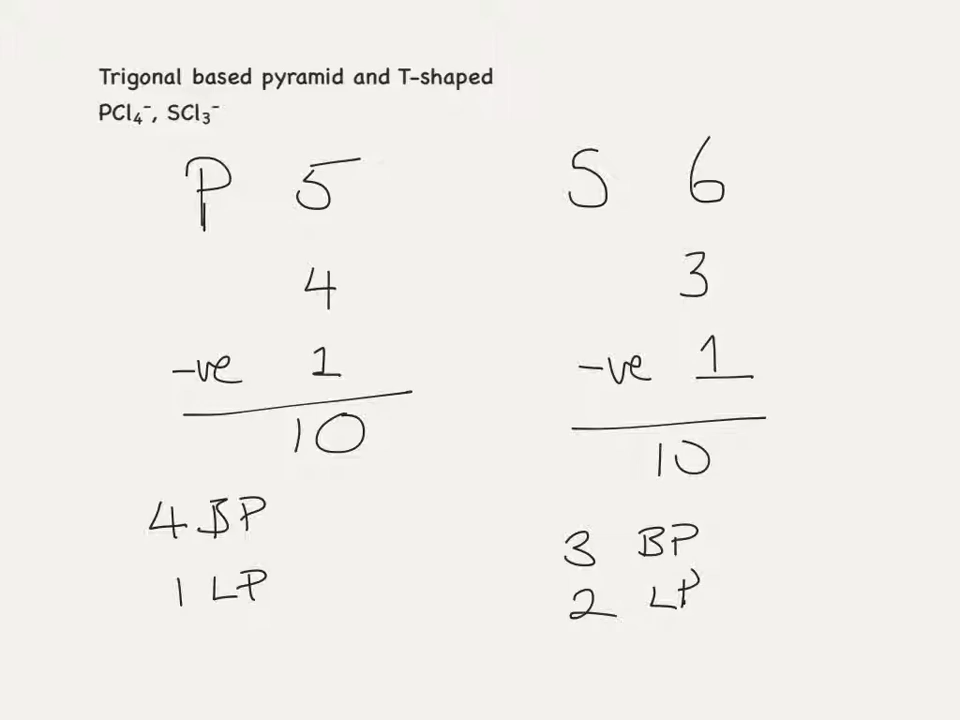 Trigonal based pyramid and T-shaped
PCl₄⁻, SCl₃⁻
P 5
4
-ve 1
10
4 BP
1 LP
S 6
3
-ve 1
10
3 BP
2 LP